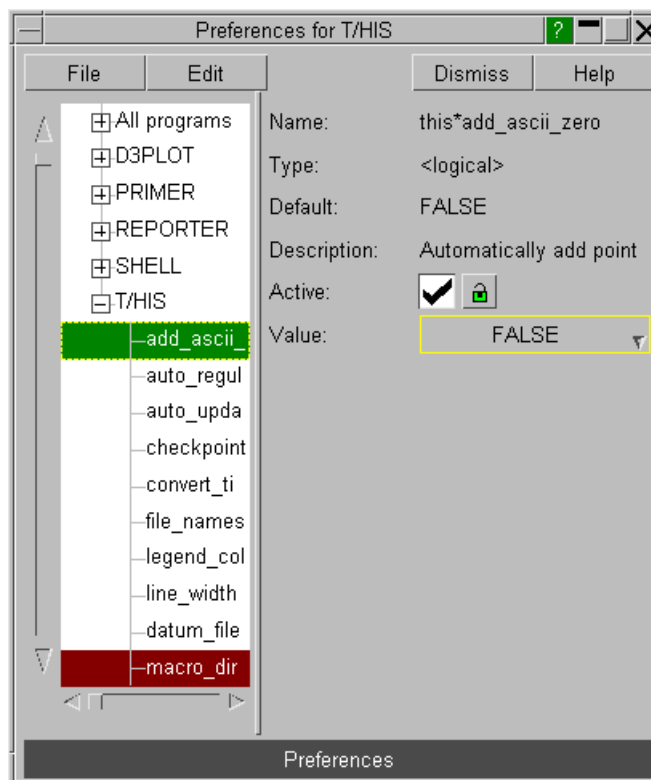 Preferences for T/HIS
?
File Edit Dismiss Help
All programs
D3PLOT
PRIMER
REPORTER
SHELL
T/HIS
add_ascii_
auto_regul
auto_upda
checkpoint
convert_ti
file_names
legend_col
line_width
datum_file
macro_dir
Name: this*add_ascii_zero
Type: <logical>
Default: FALSE
Description: Automatically add point
Active:
Value: FALSE
Preferences